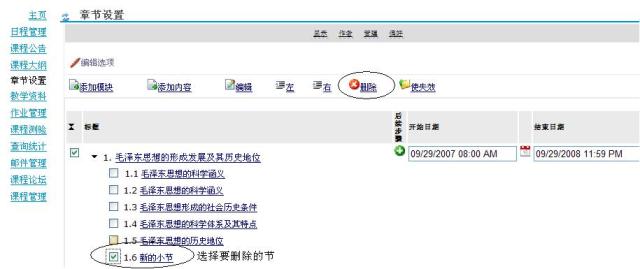 主页
日程管理
课程公告
课程大纲
章节设置
教学资料
作业管理
课程测验
查询统计
邮件管理
课程论坛
课程管理
章节设置
显示 作者 管理 偏好
编辑选项
添加模块 添加内容 编辑 左 右 删除 使失效
标题 后续步骤 开始日期 结束日期
1. 毛泽东思想的形成发展及其历史地位 09/29/2007 08:00 AM 09/29/2008 11:59 PM
1.1 毛泽东思想的科学涵义
1.2 毛泽东思想的科学涵义
1.3 毛泽东思想形成的社会历史条件
1.4 毛泽东思想的科学体系及其特点
1.5 毛泽东思想的历史地位
1.6 新的小节 选择要删除的节